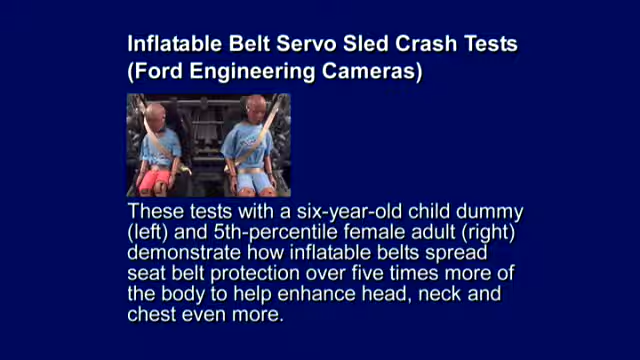 Inflatable Belt Servo Sled Crash Tests
(Ford Engineering Cameras)
These tests with a six-year-old child dummy
(left) and 5th-percentile female adult (right)
demonstrate how inflatable belts spread
seat belt protection over five times more of
the body to help enhance head, neck and
chest even more.